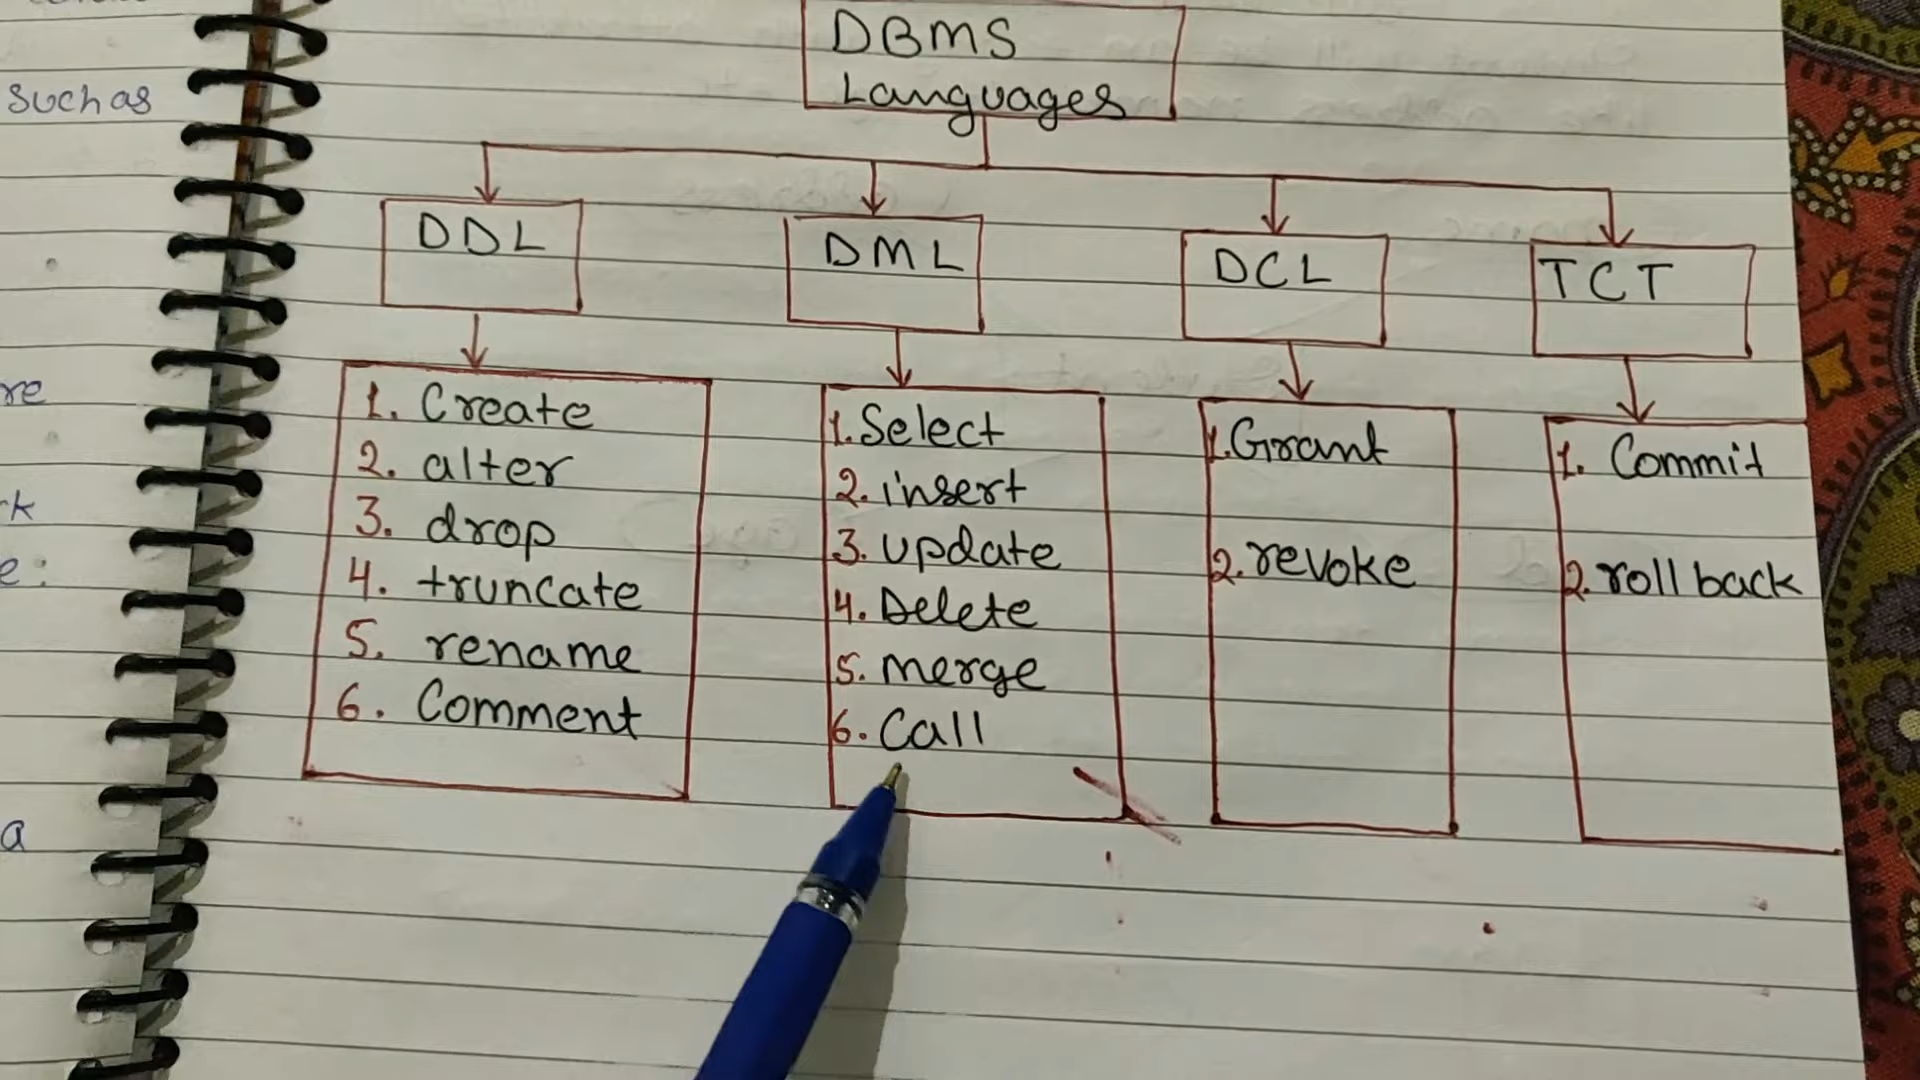 such as
re
rk
e:
a
DBMS
Languages
DDL
DML
DCL
TCT
1. Create
2. alter
3. drop
4. truncate
5. rename
6. Comment
1. Select
2. insert
3. update
4. Delete
5. merge
6. Call
1. Grant
2. revoke
1. Commit
2. roll back